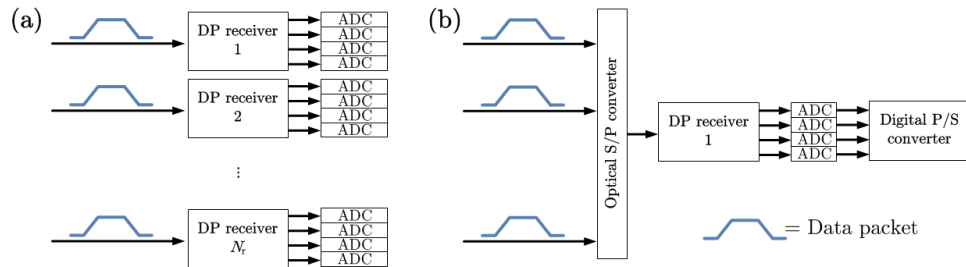 (a)
DP receiver
1
ADC
ADC
ADC
ADC
DP receiver
2
ADC
ADC
ADC
ADC
...
DP receiver
Nr
ADC
ADC
ADC
ADC
(b)
Optical S/P converter
DP receiver
1
ADC
ADC
ADC
ADC
Digital P/S
converter
= Data packet